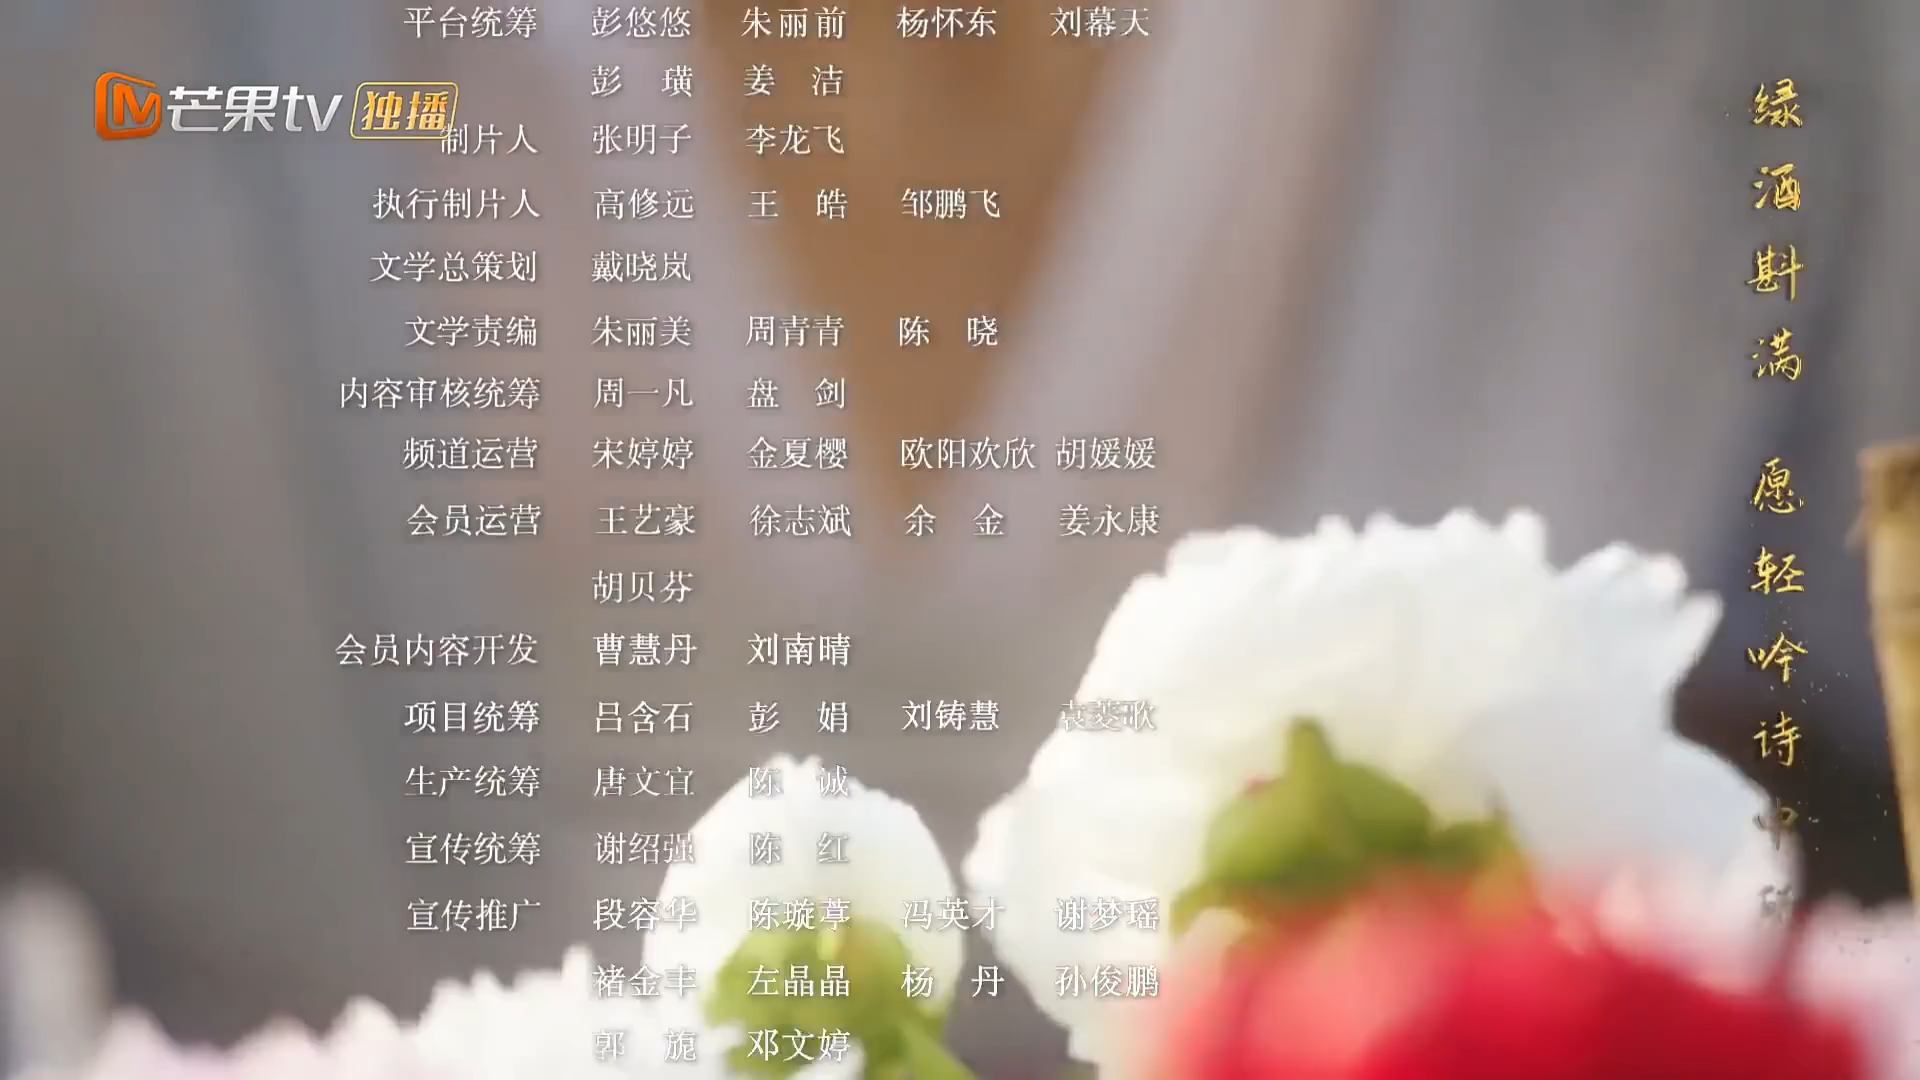 平台统筹 彭悠悠 朱丽前 杨怀东 刘幕天
彭 璜 姜 洁
芒果tv 独播
制片人 张明子 李龙飞
执行制片人 高修远 王 皓 邹鹏飞
文学总策划 戴晓岚
文学责编 朱丽美 周青青 陈 晓
内容审核统筹 周一凡 盘 剑
频道运营 宋婷婷 金夏樱 欧阳欢欣 胡媛媛
会员运营 王艺豪 徐志斌 余 金 姜永康
胡贝芬
会员内容开发 曹慧丹 刘南晴
项目统筹 吕含石 彭 娟 刘铸慧 袁菱歌
生产统筹 唐文宜 陈 诚
宣传统筹 谢绍强 陈 红
宣传推广 段容华 陈璇葶 冯英才 谢梦瑶
褚金丰 左晶晶 杨 丹 孙俊鹏
郭 旎 邓文婷
绿酒斟满 愿轻吟诗中